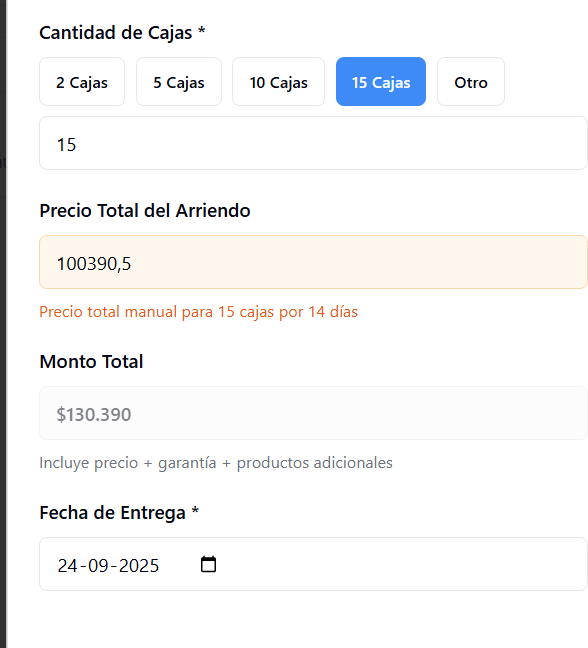 Cantidad de Cajas *
2 Cajas 5 Cajas 10 Cajas 15 Cajas Otro
15
Precio Total del Arriendo
100390,5
Precio total manual para 15 cajas por 14 días
Monto Total
$130.390
Incluye precio + garantía + productos adicionales
Fecha de Entrega *
24-09-2025